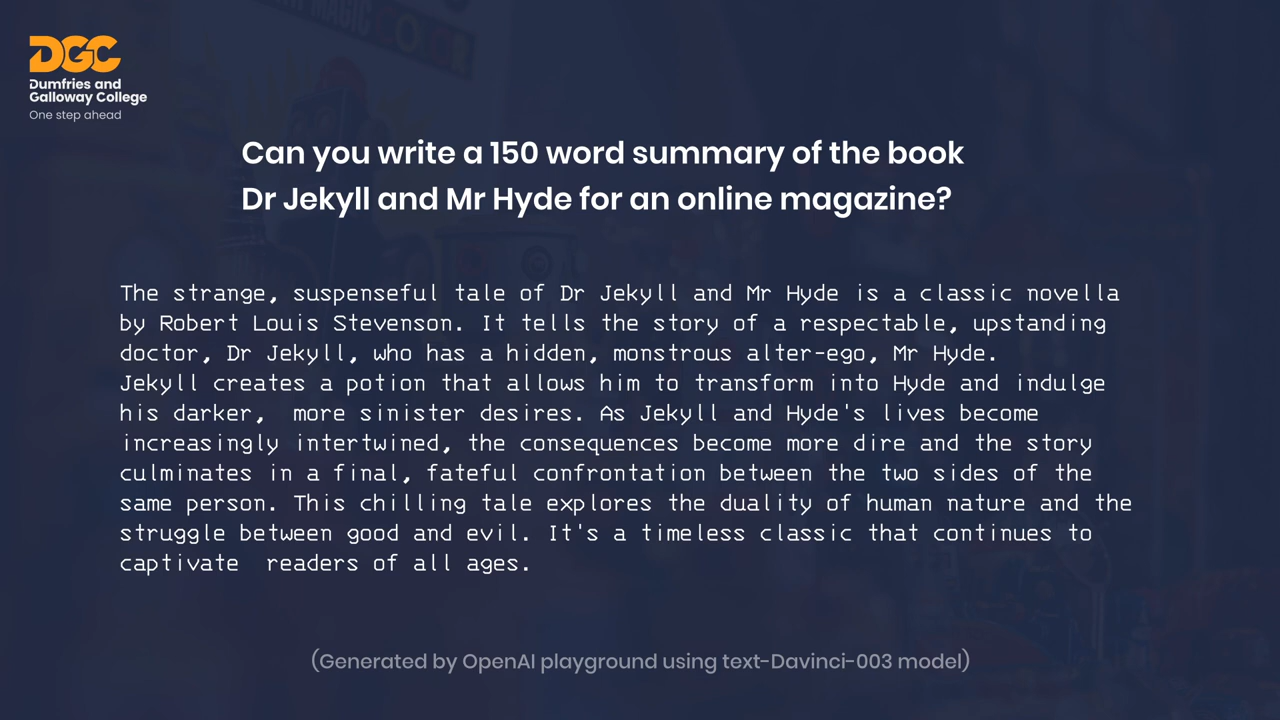 DGC
Dumfries and
Galloway College
One step ahead
Can you write a 150 word summary of the book
Dr Jekyll and Mr Hyde for an online magazine?
The strange, suspenseful tale of Dr Jekyll and Mr Hyde is a classic novella
by Robert Louis Stevenson. It tells the story of a respectable, upstanding
doctor, Dr Jekyll, who has a hidden, monstrous alter-ego, Mr Hyde.
Jekyll creates a potion that allows him to transform into Hyde and indulge
his darker,  more sinister desires. As Jekyll and Hyde's lives become
increasingly intertwined, the consequences become more dire and the story
culminates in a final, fateful confrontation between the two sides of the
same person. This chilling tale explores the duality of human nature and the
struggle between good and evil. It's a timeless classic that continues to
captivate  readers of all ages.
(Generated by OpenAI playground using text-Davinci-003 model)